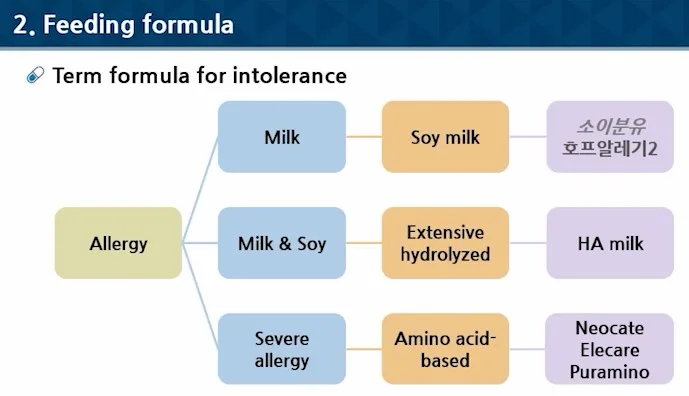 2. Feeding formula
Term formula for intolerance
Milk
Soy milk
소이분유
호프알레기2
Allergy
Milk & Soy
Extensive
hydrolyzed
HA milk
Severe
allergy
Amino acid-
based
Neocate
Elecare
Puramino